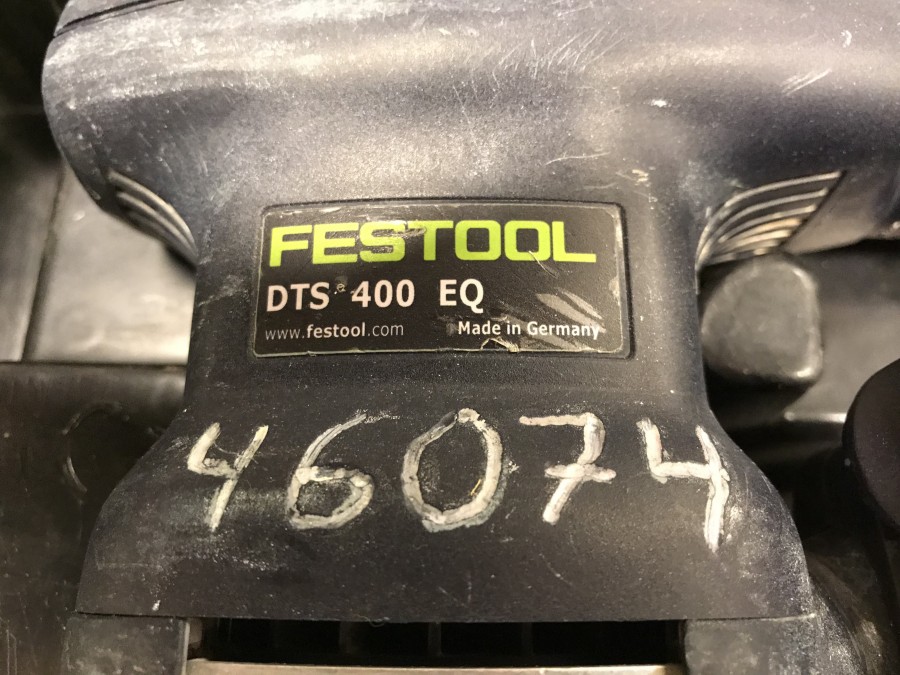 FESTOOL
DTS 400 EQ
www.festool.com Made in Germany
46074